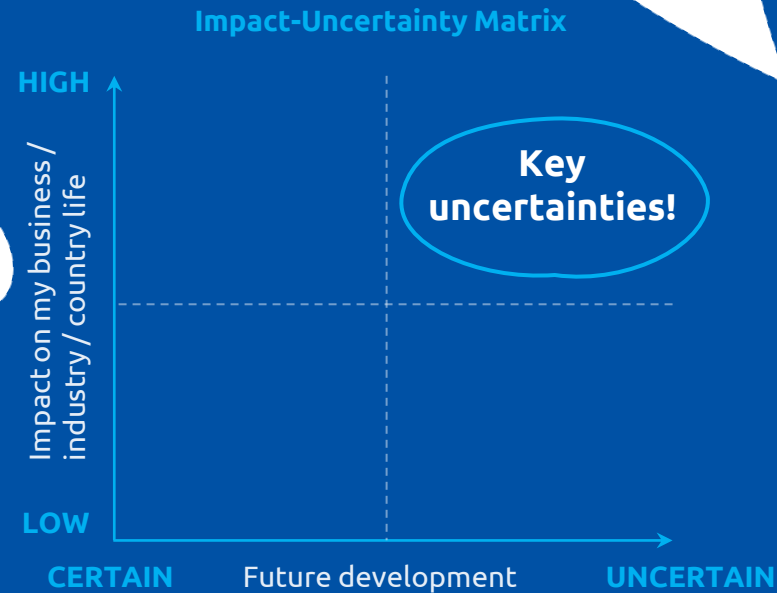 Impact-Uncertainty Matrix
HIGH
Key
uncertainties!
Impact on my business /
industry / country life
LOW
CERTAIN
Future development
UNCERTAIN